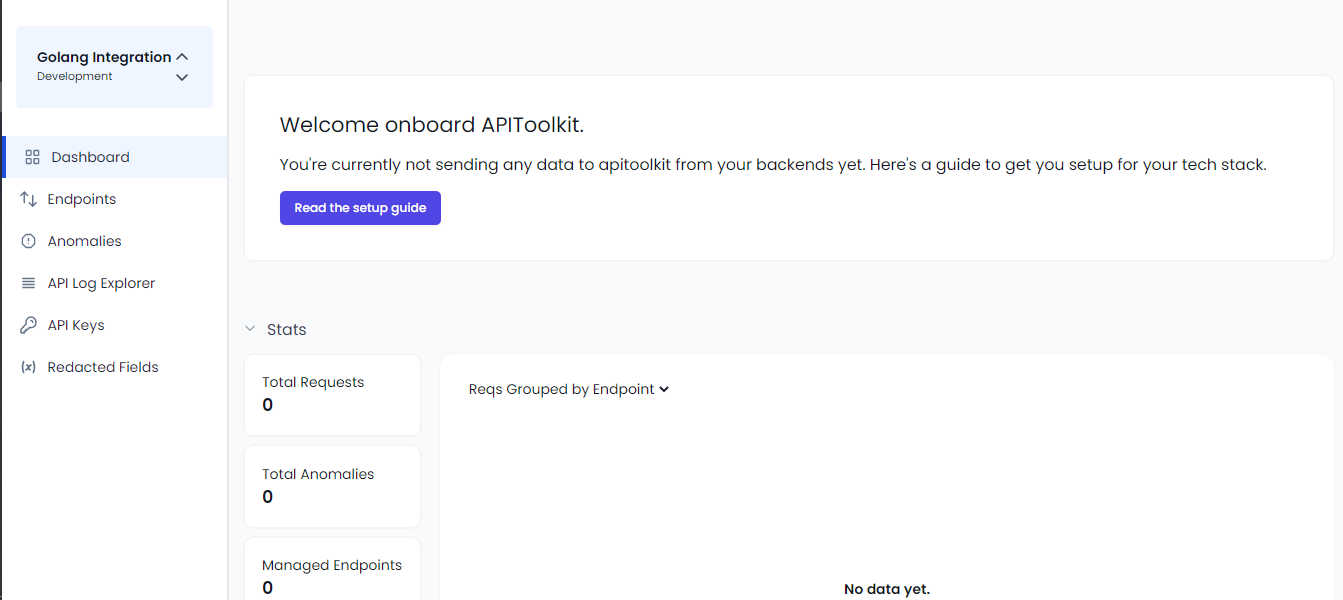 Golang Integration
Development
Dashboard
Endpoints
Anomalies
API Log Explorer
API Keys
Redacted Fields
Welcome onboard APIToolkit.
You're currently not sending any data to apitoolkit from your backends yet. Here's a guide to get you setup for your tech stack.
Read the setup guide
Stats
Total Requests
0
Total Anomalies
0
Managed Endpoints
0
Reqs Grouped by Endpoint
No data yet.